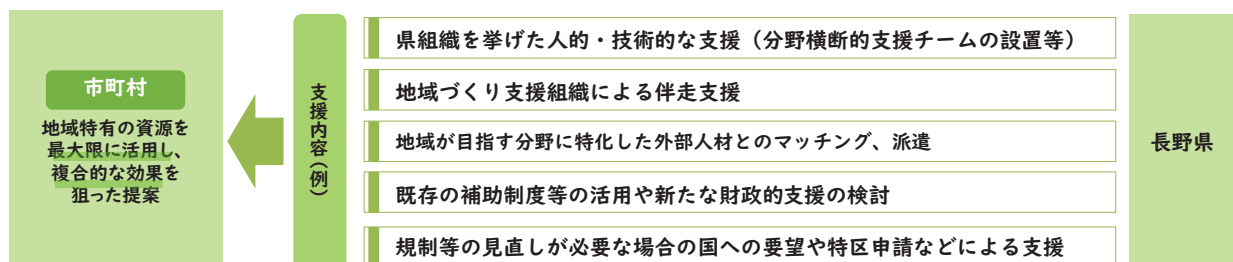 市町村
地域特有の資源を
最大限に活用し、
複合的な効果を
狙った提案
支援内容（例）
県組織を挙げた人的・技術的な支援（分野横断的支援チームの設置等）
地域づくり支援組織による伴走支援
地域が目指す分野に特化した外部人材とのマッチング、派遣
既存の補助制度等の活用や新たな財政的支援の検討
規制等の見直しが必要な場合の国への要望や特区申請などによる支援
長野県